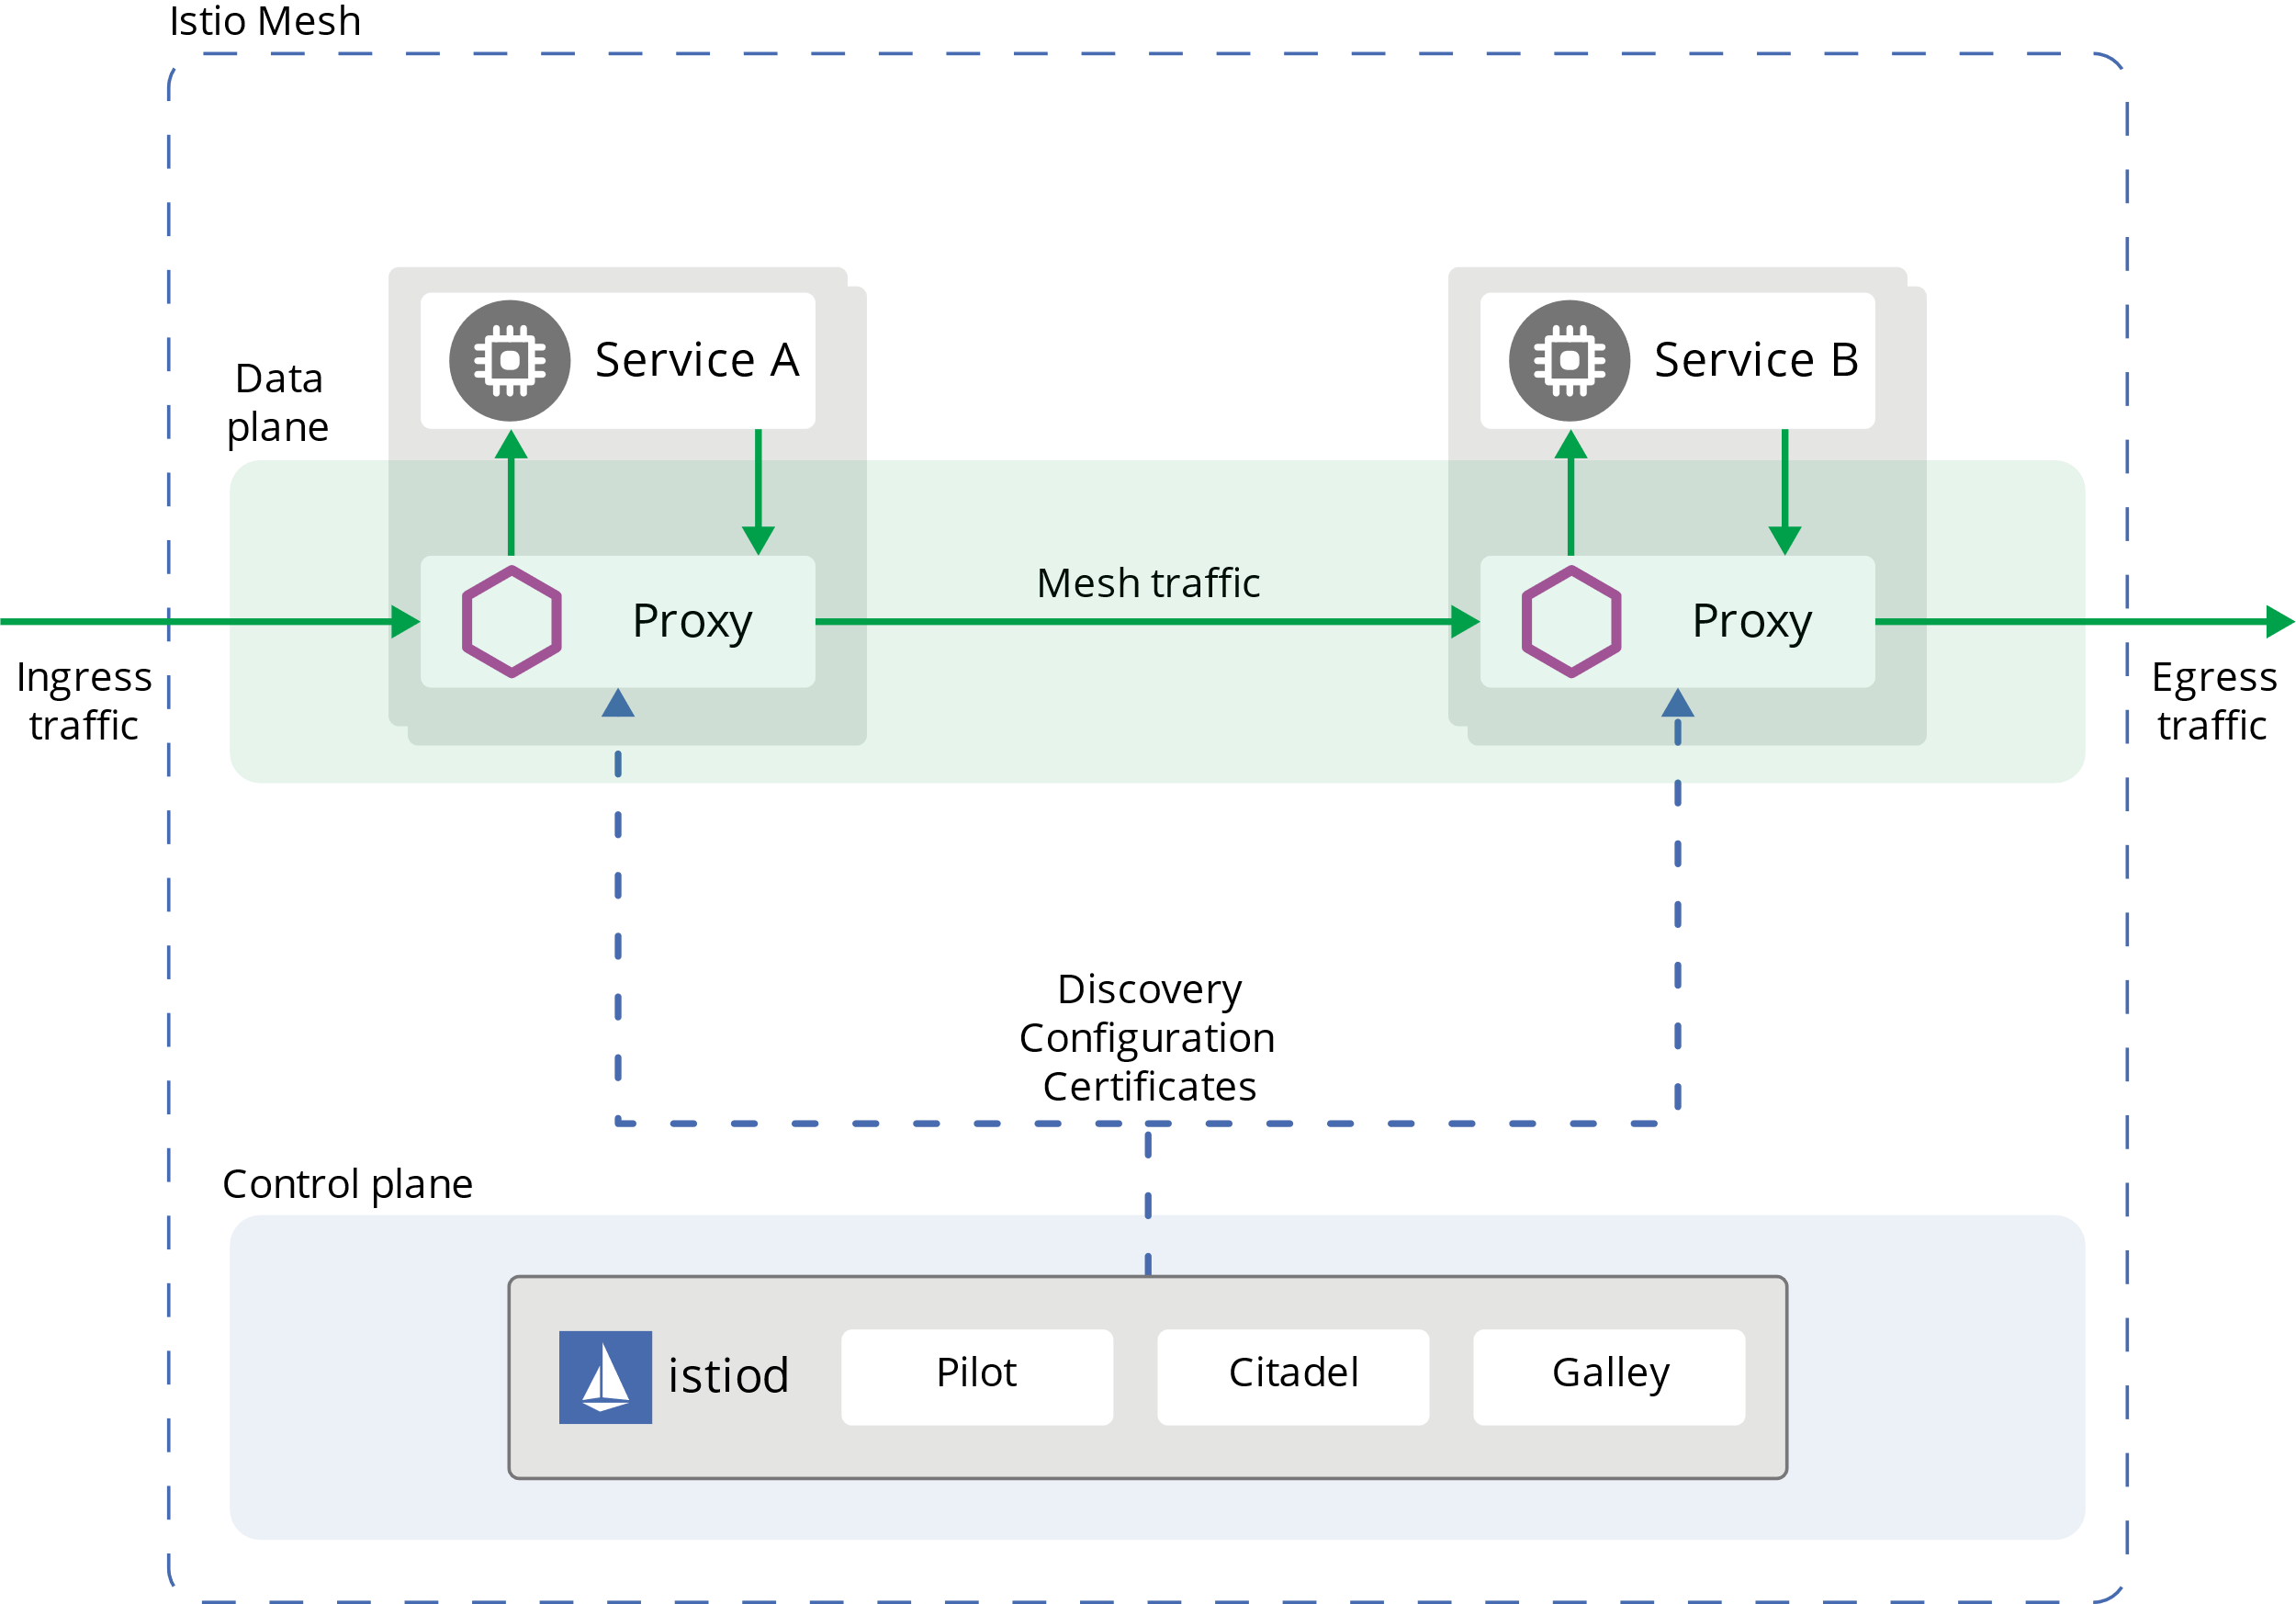 Istio Mesh
Service A
Service B
Data
plane
Mesh traffic
Proxy
Proxy
Ingress
traffic
Egress
traffic
Discovery
Configuration
Certificates
Control plane
istiod
Pilot
Citadel
Galley